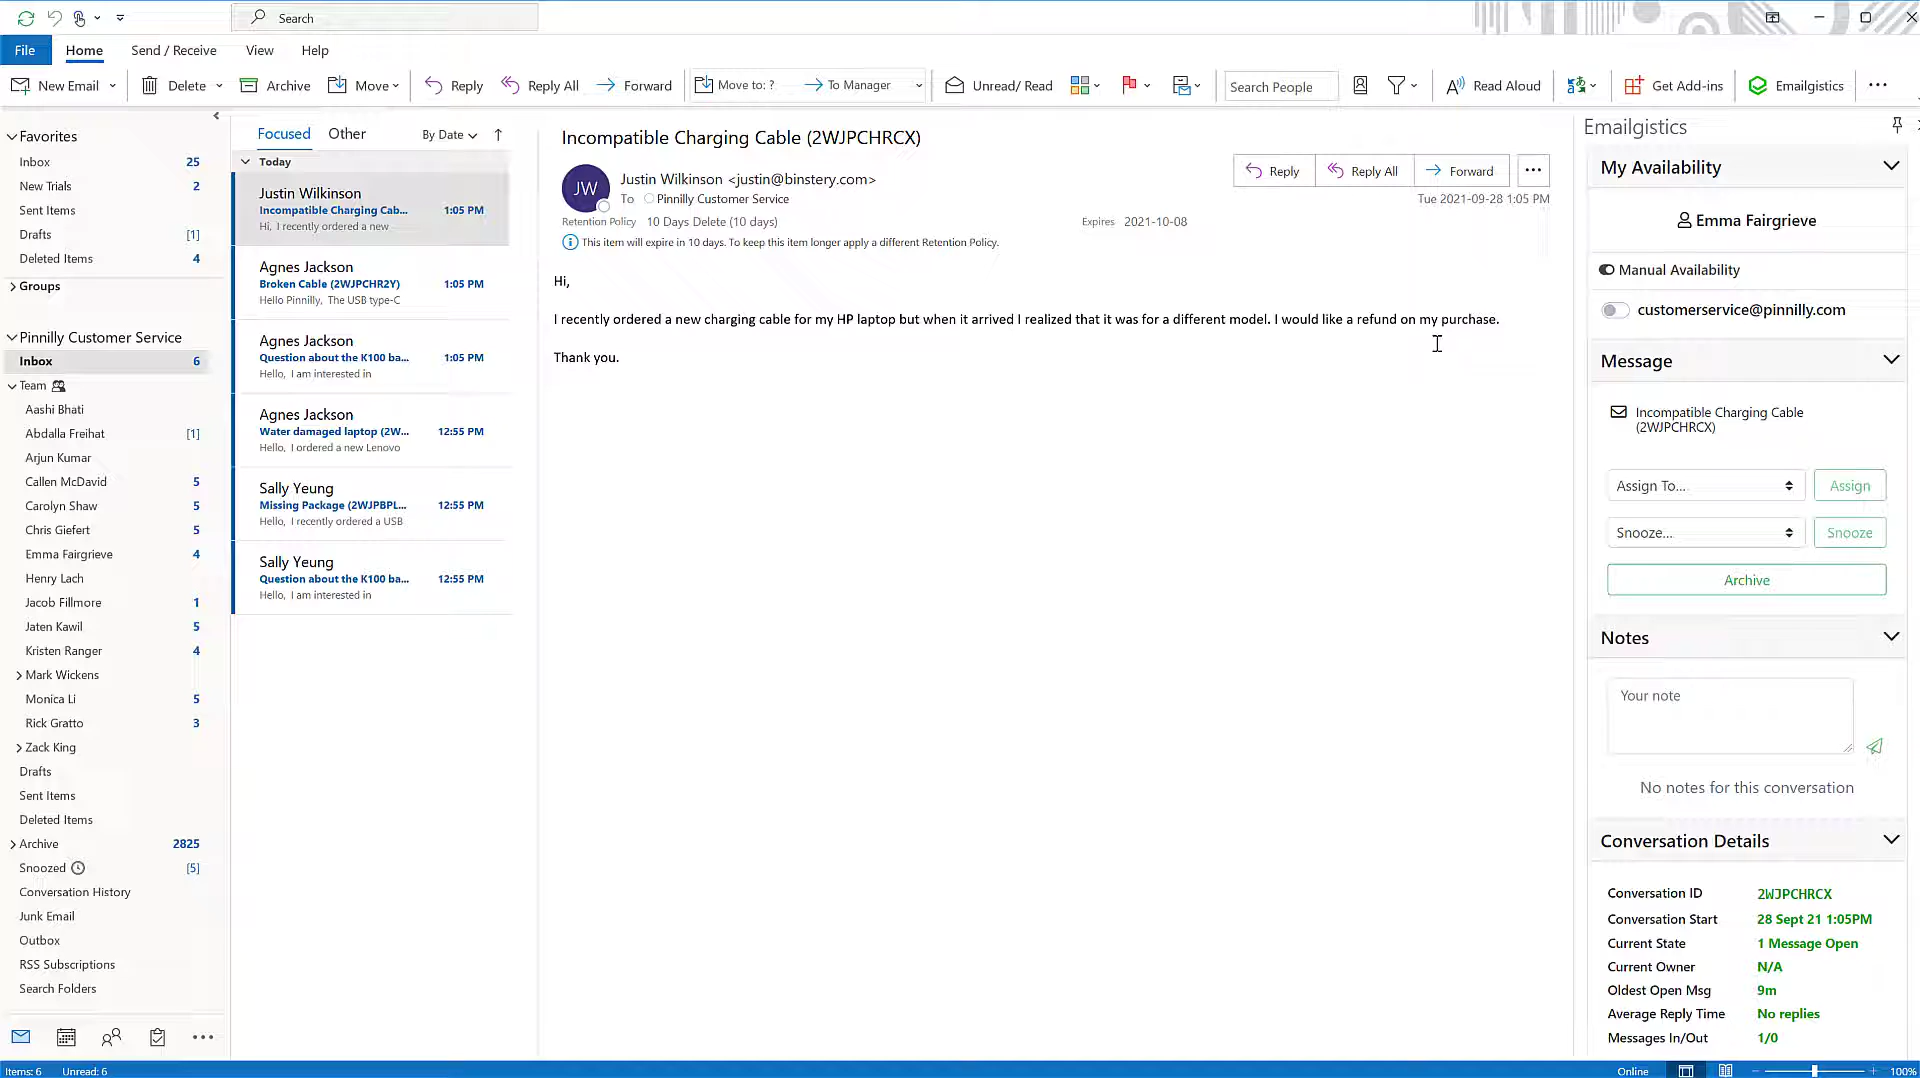 Search
File Home Send / Receive View Help
New Email Delete Archive Move Reply Reply All Forward Move to: ? To Manager Unread/ Read Search People Read Aloud Get Add-ins Emailgistics
Favorites
Inbox 25
New Trials 2
Sent Items
Drafts [1]
Deleted Items 4
Groups
Pinnilly Customer Service
Inbox 6
Team
Aashi Bhati
Abdalla Freihat [1]
Arjun Kumar
Callen McDavid 5
Carolyn Shaw 5
Chris Giefert 5
Emma Fairgrieve 4
Henry Lach
Jacob Fillmore 1
Jaten Kawil 5
Kristen Ranger 4
Mark Wickens
Monica Li 5
Rick Gratto 3
Zack King
Drafts
Sent Items
Deleted Items
Archive 2825
Snoozed [5]
Conversation History
Junk Email
Outbox
RSS Subscriptions
Search Folders
Focused Other By Date
Today
Justin Wilkinson
Incompatible Charging Cab... 1:05 PM
Hi, I recently ordered a new
Agnes Jackson
Broken Cable (2WJPCHR2Y) 1:05 PM
Hello Pinnilly, The USB type-C
Agnes Jackson
Question about the K100 ba... 1:05 PM
Hello, I am interested in
Agnes Jackson
Water damaged laptop (2W... 12:55 PM
Hello, I ordered a new Lenovo
Sally Yeung
Missing Package (2WJPBPL... 12:55 PM
Hello, I recently ordered a USB
Sally Yeung
Question about the K100 ba... 12:55 PM
Hello, I am interested in
Incompatible Charging Cable (2WJPCHRCX)
JW
Justin Wilkinson <justin@binstery.com>
To Pinnilly Customer Service
Reply Reply All Forward
Tue 2021-09-28 1:05 PM
Retention Policy 10 Days Delete (10 days) Expires 2021-10-08
This item will expire in 10 days. To keep this item longer apply a different Retention Policy.
Hi,
I recently ordered a new charging cable for my HP laptop but when it arrived I realized that it was for a different model. I would like a refund on my purchase.
Thank you.
Emailgistics
My Availability
Emma Fairgrieve
Manual Availability
customerservice@pinnilly.com
Message
Incompatible Charging Cable
(2WJPCHRCX)
Assign To... Assign
Snooze... Snooze
Archive
Notes
Your note
No notes for this conversation
Conversation Details
Conversation ID 2WJPCHRCX
Conversation Start 28 Sept 21 1:05PM
Current State 1 Message Open
Current Owner N/A
Oldest Open Msg 9m
Average Reply Time No replies
Messages In/Out 1/0
Items: 6 Unread: 6 Online 100%